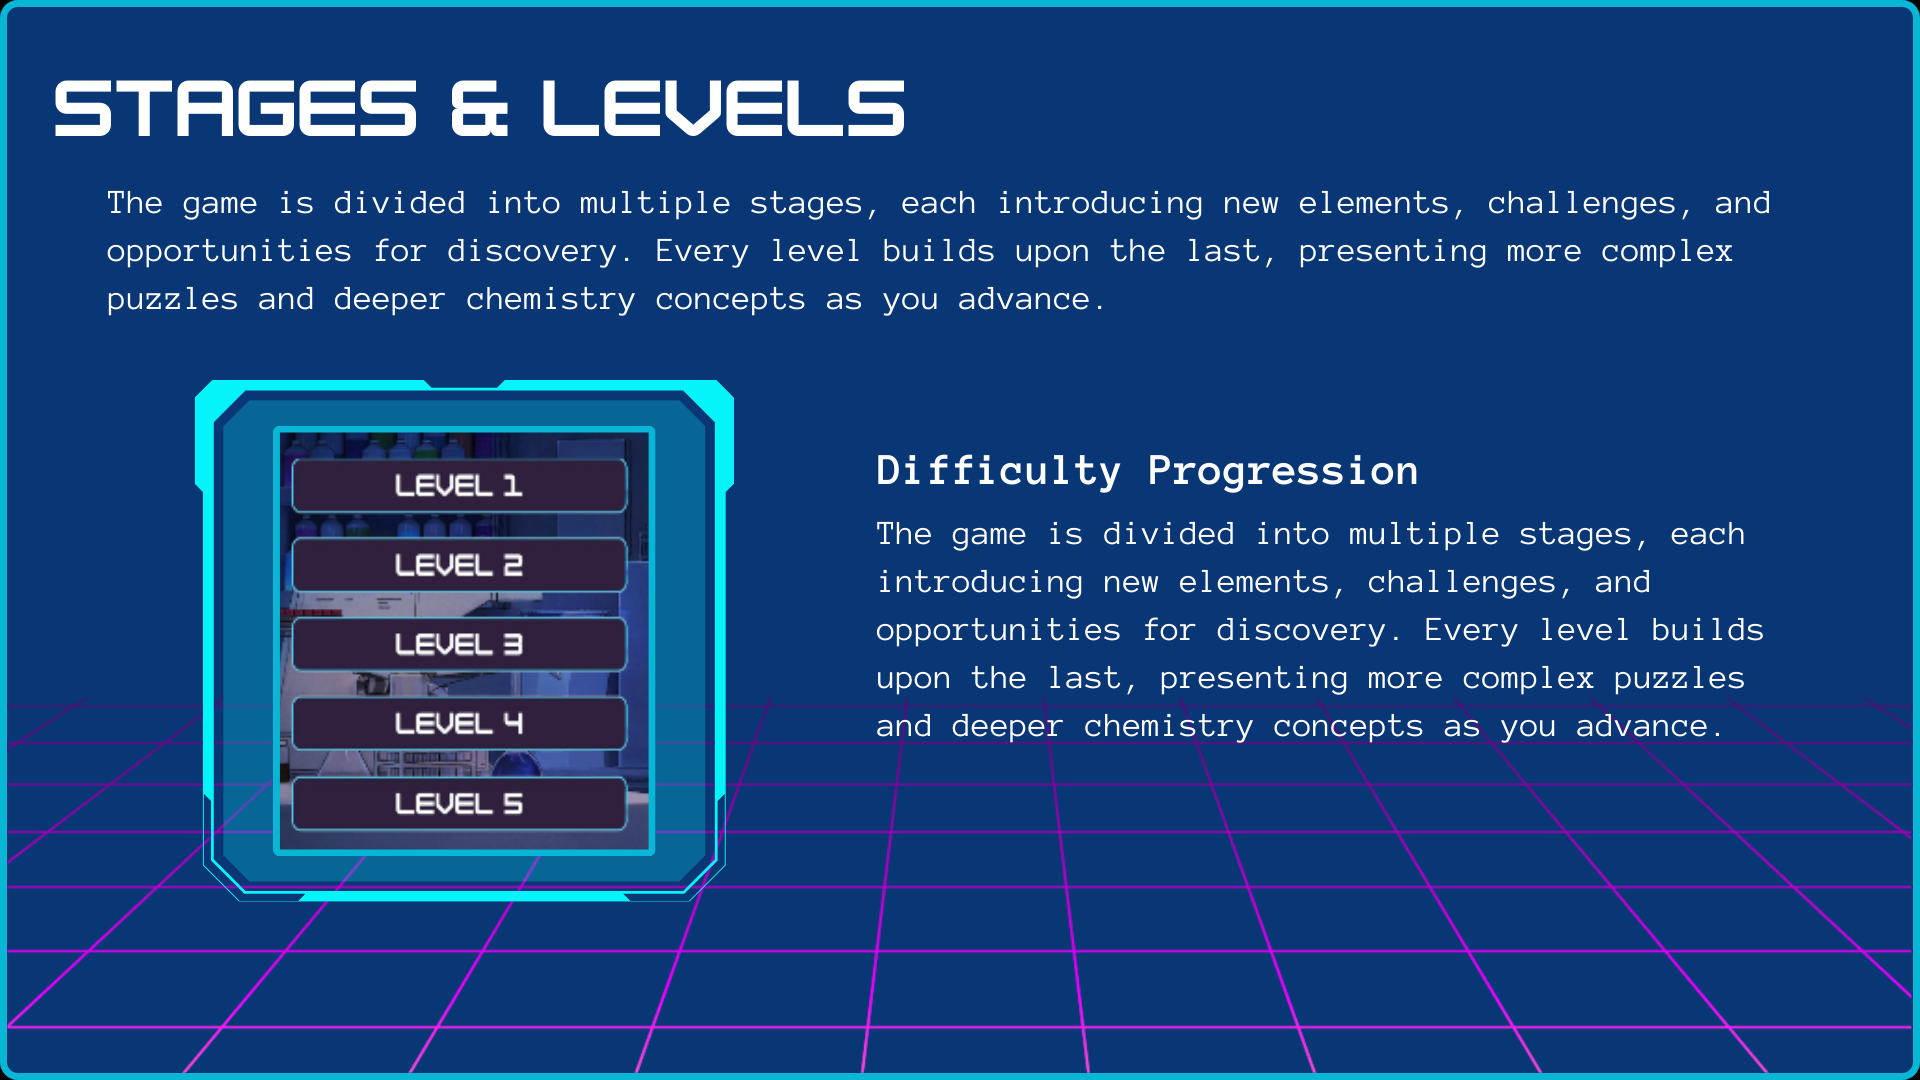 STAGES & LEVELS
The game is divided into multiple stages, each introducing new elements, challenges, and
opportunities for discovery. Every level builds upon the last, presenting more complex
puzzles and deeper chemistry concepts as you advance.
LEVEL 1
LEVEL 2
LEVEL 3
LEVEL 4
LEVEL 5
Difficulty Progression
The game is divided into multiple stages, each
introducing new elements, challenges, and
opportunities for discovery. Every level builds
upon the last, presenting more complex puzzles
and deeper chemistry concepts as you advance.